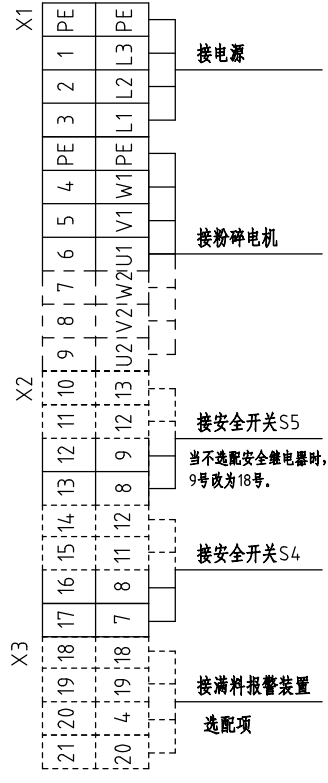 X1
PE PE
1 L3
2 L2
3 L1
接电源
PE PE
4 W1
5 V1
6 U1
7 W2
8 V2
9 U2
接粉碎电机
X2
10 13
11 12
12 9
13 8
接安全开关S5
当不选配安全继电器时,
9号改为18号。
14 12
15 11
16 8
17 7
接安全开关S4
X3
18 18
19 19
20 4
21 20
接满料报警装置
选配项